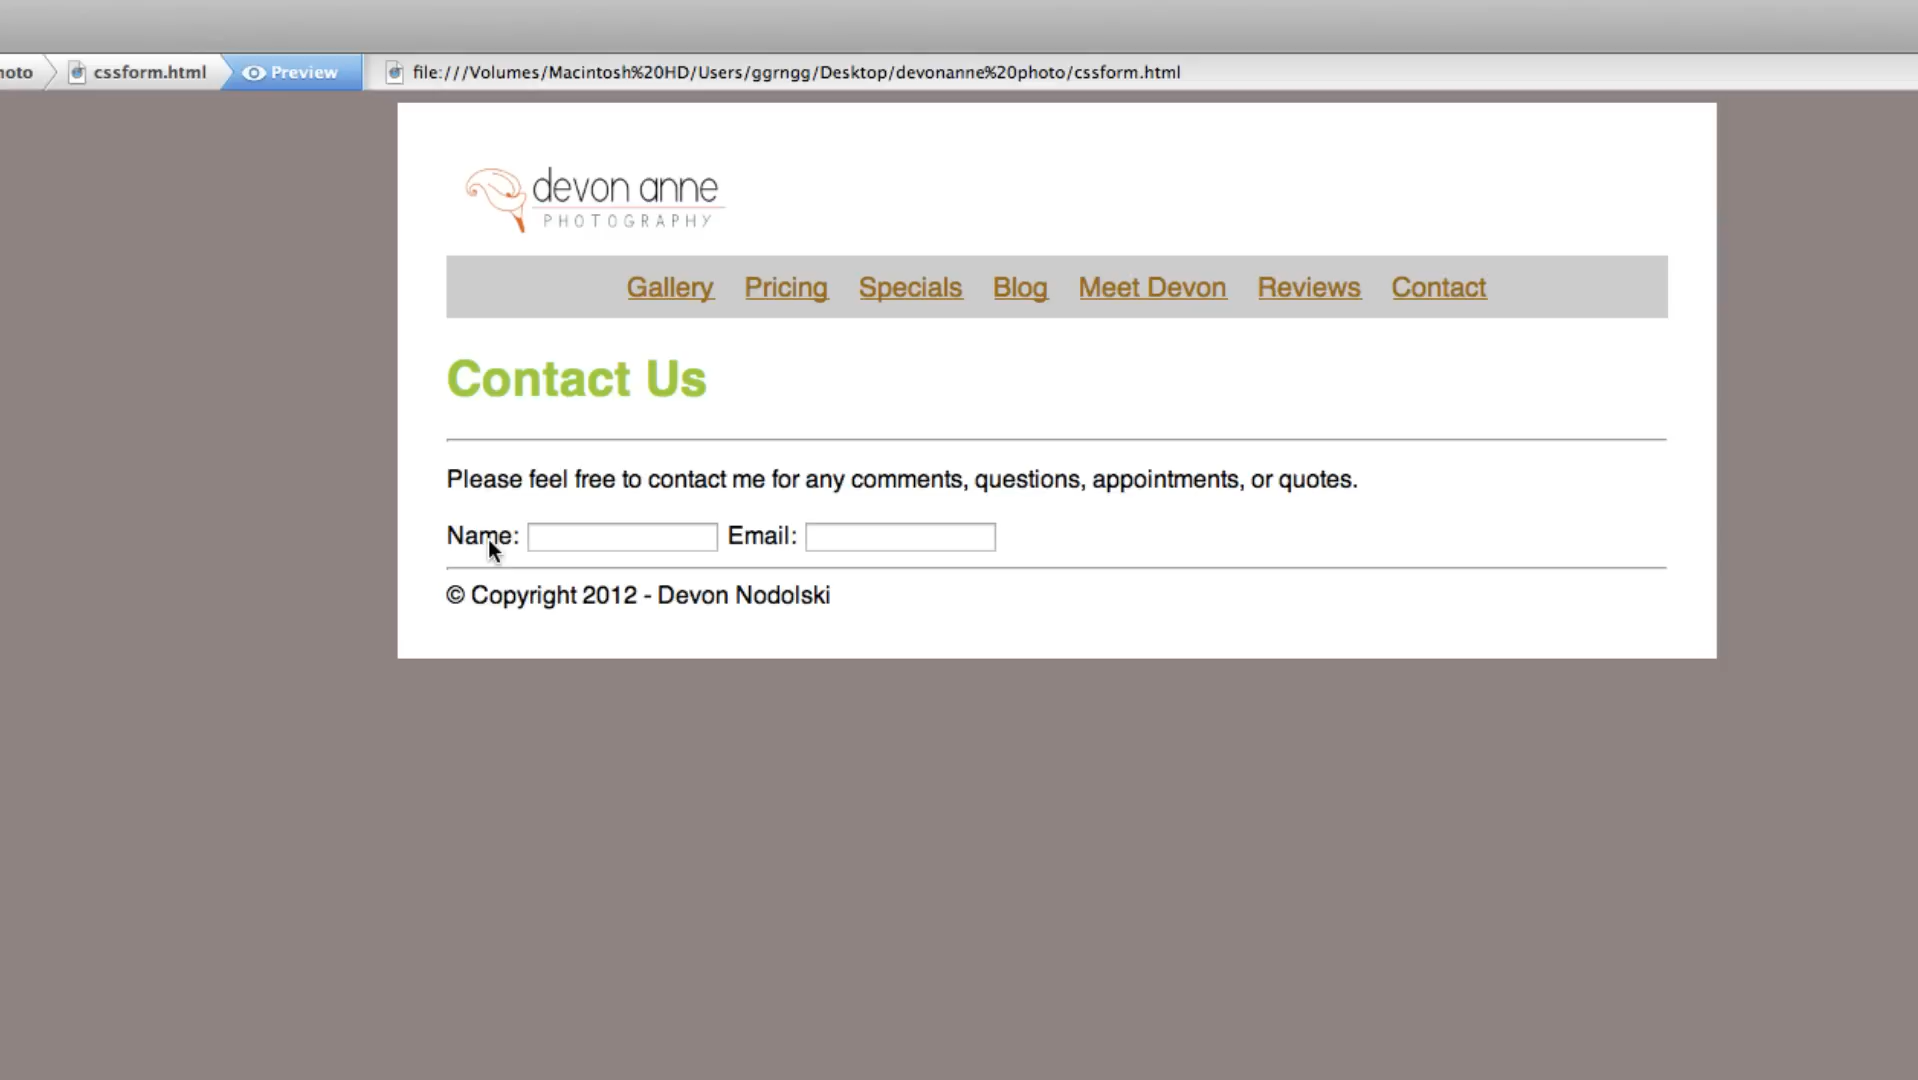 cssform.html
Preview
file:///Volumes/Macintosh%20HD/Users/ggrngg/Desktop/devonanne%20photo/cssform.html
devon anne
PHOTOGRAPHY
Gallery Pricing Specials Blog Meet Devon Reviews Contact
Contact Us
Please feel free to contact me for any comments, questions, appointments, or quotes.
Name: Email:
© Copyright 2012 - Devon Nodolski